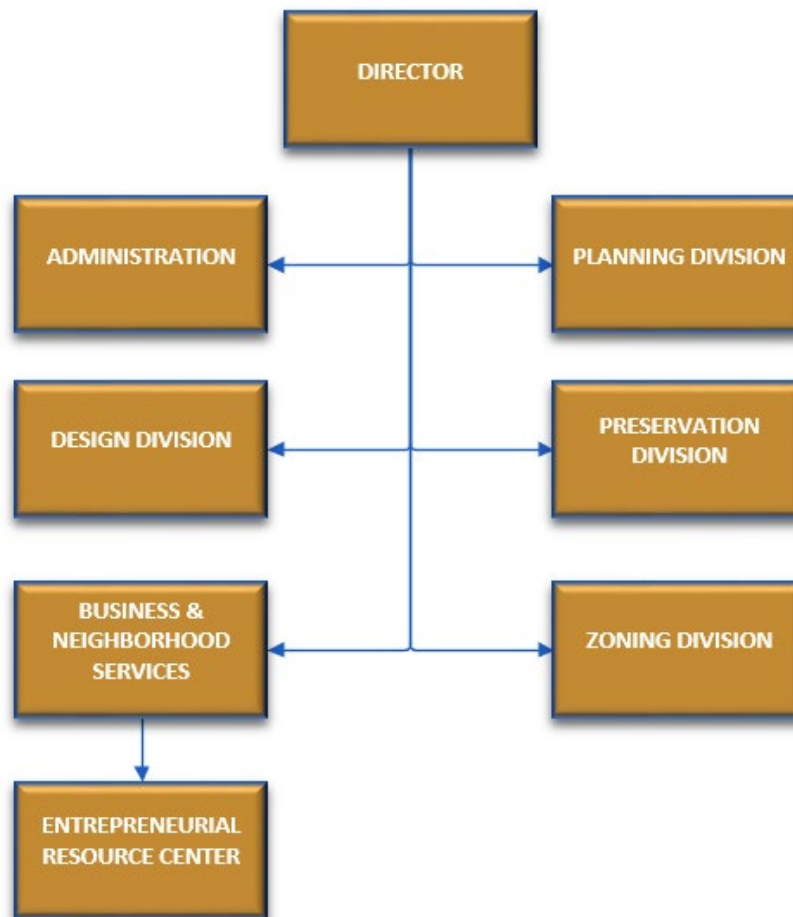 DIRECTOR
ADMINISTRATION
PLANNING DIVISION
DESIGN DIVISION
PRESERVATION
DIVISION
BUSINESS &
NEIGHBORHOOD
SERVICES
ZONING DIVISION
ENTREPRENEURIAL
RESOURCE CENTER